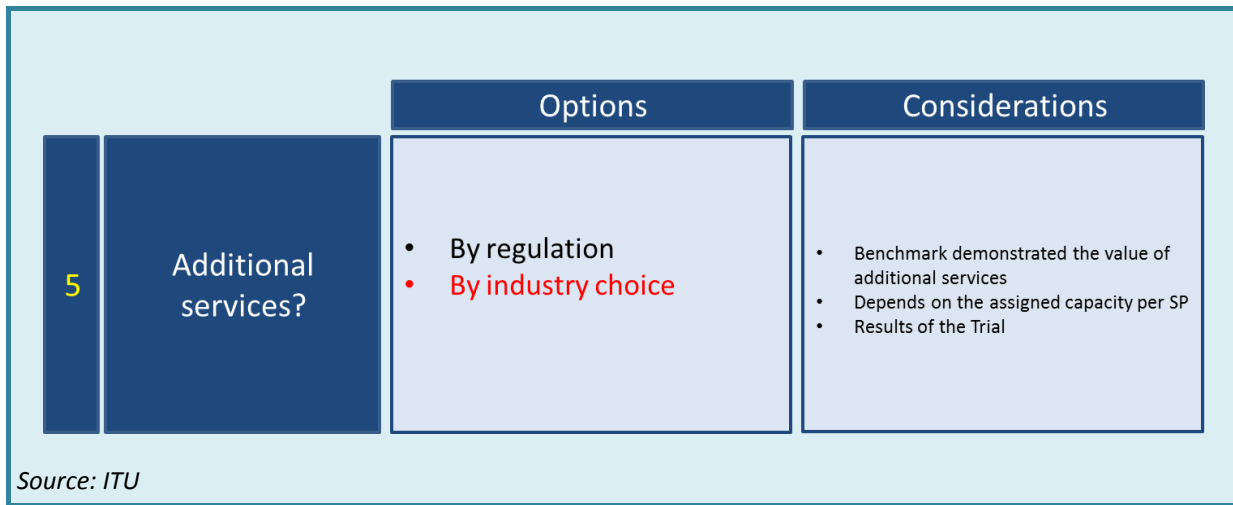 Options
Considerations
5
Additional
services?
• By regulation
• By industry choice
• Benchmark demonstrated the value of
additional services
• Depends on the assigned capacity per SP
• Results of the Trial
Source: ITU